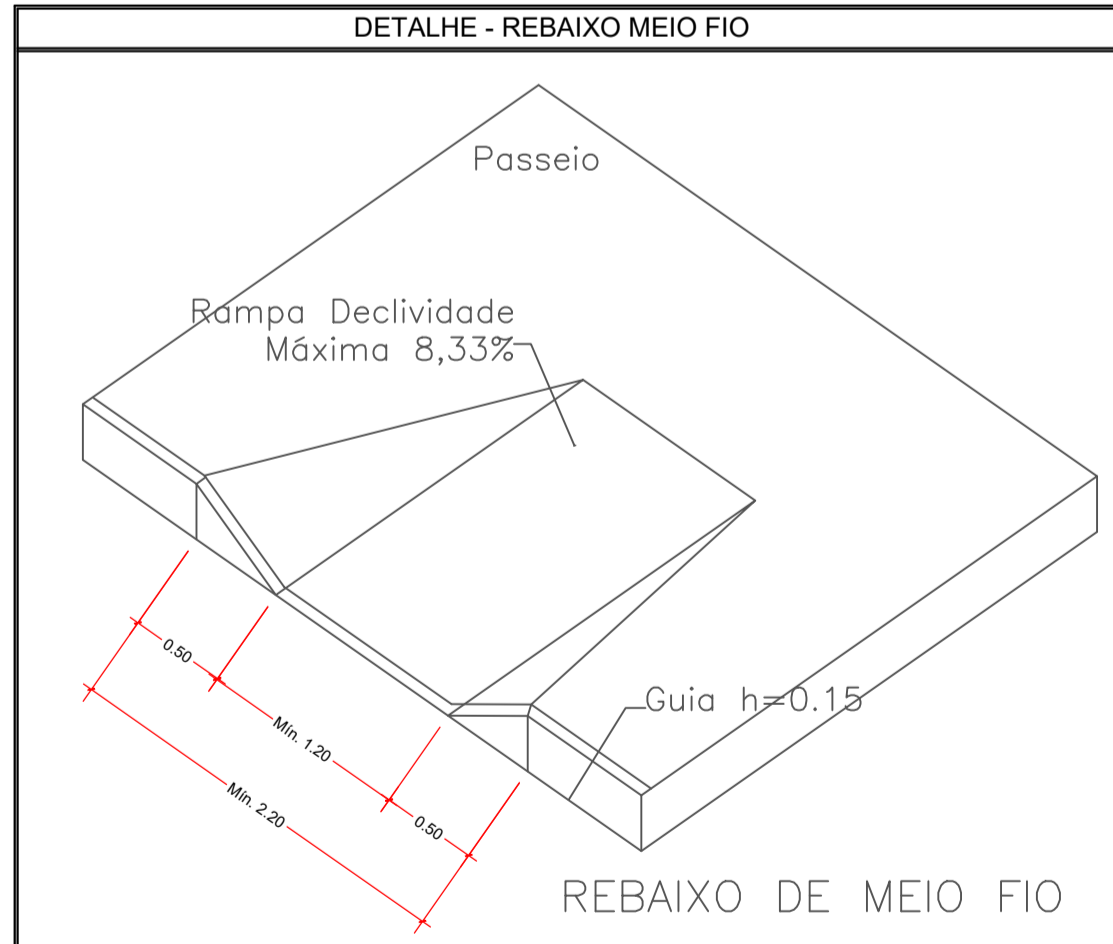 DETALHE - REBAIXO MEIO FIO
Passeio
Rampa Declividade
Máxima 8,33%
Guia h=0.15
0.50
Mín. 1.20
0.50
Mín. 2.20
REBAIXO DE MEIO FIO